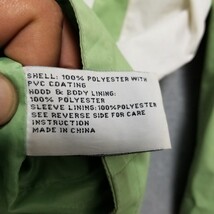 SHELL: 100% POLYESTER WITH
PVC COATING
HOOD & BODY LINING:
100% POLYESTER
SLEEVE LINING:100%POLYESTER
SEE REVERSE SIDE FOR CARE
INSTRUCTION
MADE IN CHINA